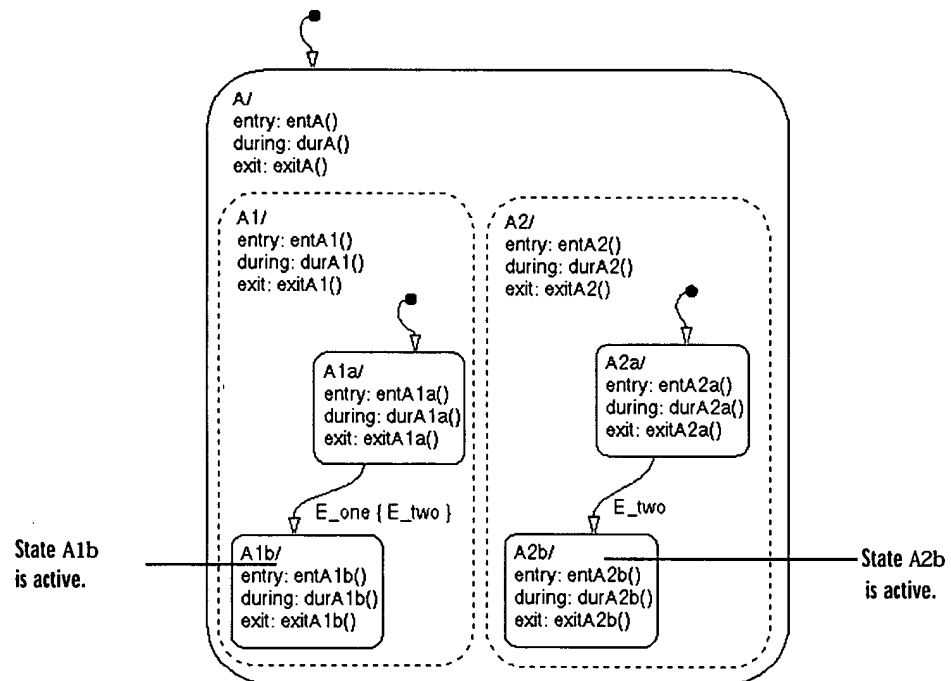 A/
entry: entA()
during: durA()
exit: exitA()
A1/
entry: entA1()
during: durA1()
exit: exitA1()
A2/
entry: entA2()
during: durA2()
exit: exitA2()
A1a/
entry: entA1a()
during: durA1a()
exit: exitA1a()
A2a/
entry: entA2a()
during: durA2a()
exit: exitA2a()
E_one { E_two }
E_two
State A1b
is active.
A1b/
entry: entA1b()
during: durA1b()
exit: exitA1b()
A2b/
entry: entA2b()
during: durA2b()
exit: exitA2b()
State A2b
is active.